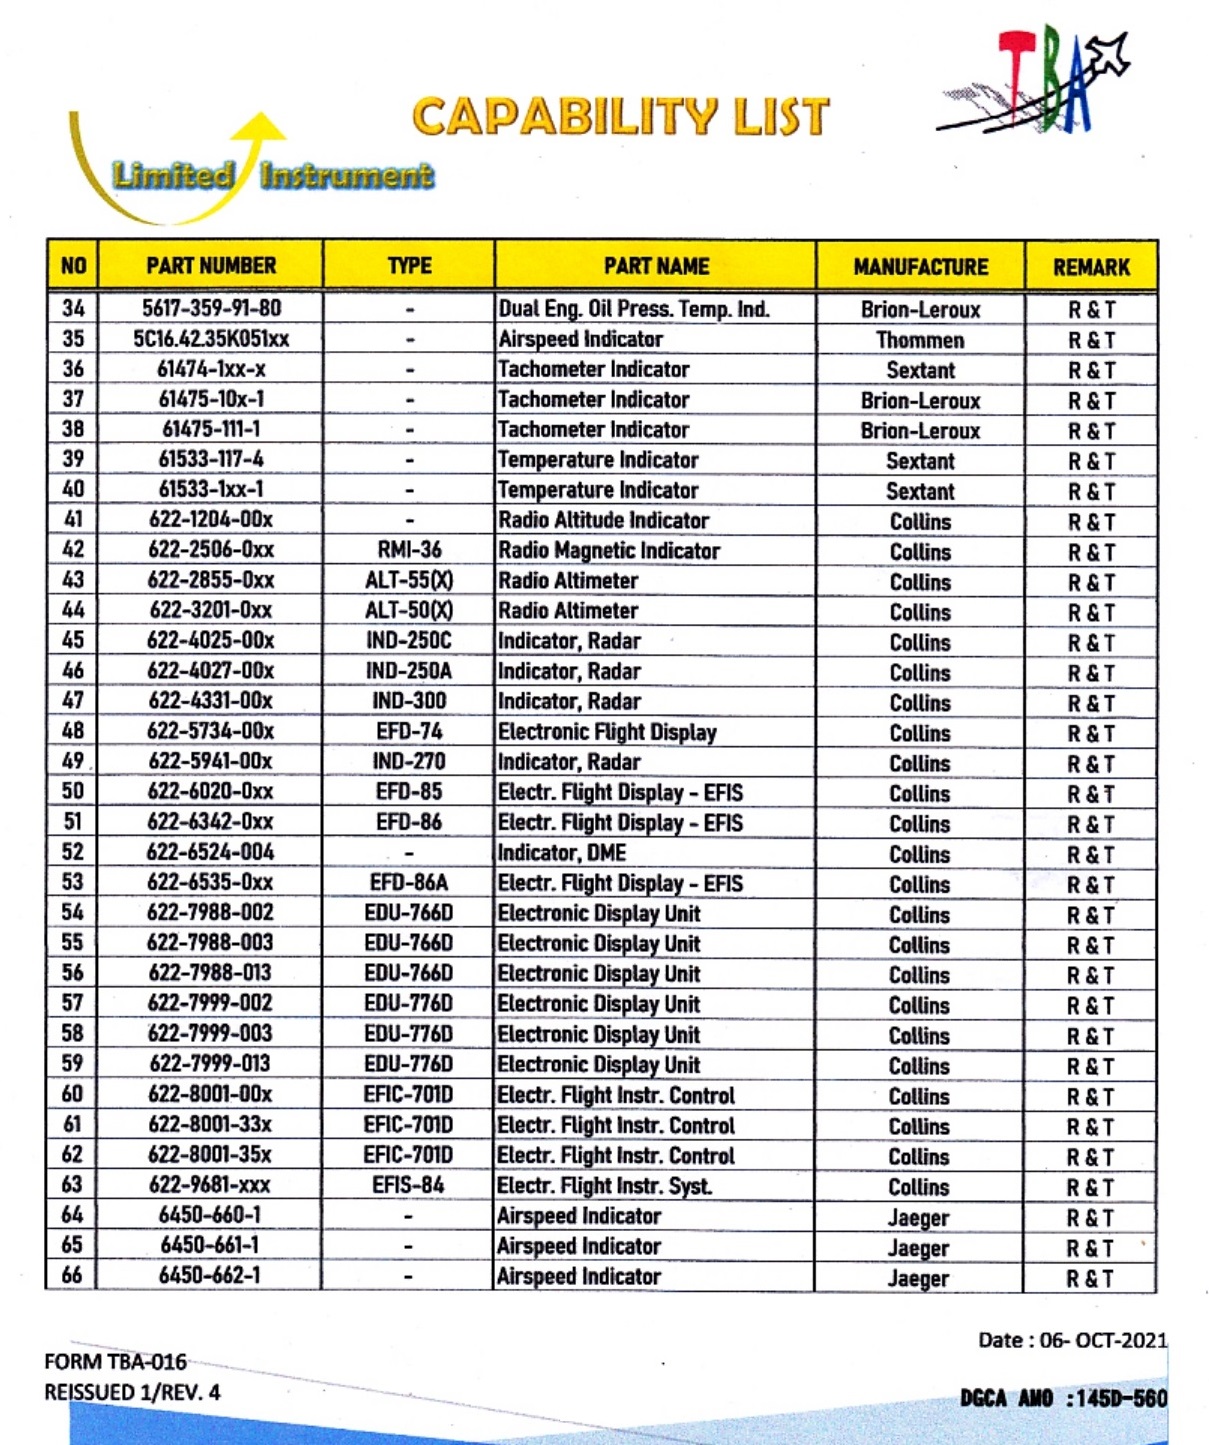 TBA
CAPABILITY LIST
Limited Instrument
NO PART NUMBER TYPE PART NAME MANUFACTURE REMARK
34 5617-359-91-80 - Dual Eng. Oil Press. Temp. Ind. Brion-Leroux R & T
35 5C16.42.35K051xx - Airspeed Indicator Thommen R & T
36 61474-1xx-x - Tachometer Indicator Sextant R & T
37 61475-10x-1 - Tachometer Indicator Brion-Leroux R & T
38 61475-111-1 - Tachometer Indicator Brion-Leroux R & T
39 61533-117-4 - Temperature Indicator Sextant R & T
40 61533-1xx-1 - Temperature Indicator Sextant R & T
41 622-1204-00x - Radio Altitude Indicator Collins R & T
42 622-2506-0xx RMI-36 Radio Magnetic Indicator Collins R & T
43 622-2855-0xx ALT-55(X) Radio Altimeter Collins R & T
44 622-3201-0xx ALT-50(X) Radio Altimeter Collins R & T
45 622-4025-00x IND-250C Indicator, Radar Collins R & T
46 622-4027-00x IND-250A Indicator, Radar Collins R & T
47 622-4331-00x IND-300 Indicator, Radar Collins R & T
48 622-5734-00x EFD-74 Electronic Flight Display Collins R & T
49 622-5941-00x IND-270 Indicator, Radar Collins R & T
50 622-6020-0xx EFD-85 Electr. Flight Display - EFIS Collins R & T
51 622-6342-0xx EFD-86 Electr. Flight Display - EFIS Collins R & T
52 622-6524-004 - Indicator, DME Collins R & T
53 622-6535-0xx EFD-86A Electr. Flight Display - EFIS Collins R & T
54 622-7988-002 EDU-766D Electronic Display Unit Collins R & T
55 622-7988-003 EDU-766D Electronic Display Unit Collins R & T
56 622-7988-013 EDU-766D Electronic Display Unit Collins R & T
57 622-7999-002 EDU-776D Electronic Display Unit Collins R & T
58 622-7999-003 EDU-776D Electronic Display Unit Collins R & T
59 622-7999-013 EDU-776D Electronic Display Unit Collins R & T
60 622-8001-00x EFIC-701D Electr. Flight Instr. Control Collins R & T
61 622-8001-33x EFIC-701D Electr. Flight Instr. Control Collins R & T
62 622-8001-35x EFIC-701D Electr. Flight Instr. Control Collins R & T
63 622-9681-xxx EFIS-84 Electr. Flight Instr. Syst. Collins R & T
64 6450-660-1 - Airspeed Indicator Jaeger R & T
65 6450-661-1 - Airspeed Indicator Jaeger R & T
66 6450-662-1 - Airspeed Indicator Jaeger R & T
Date : 06- OCT-2021
FORM TBA-016
REISSUED 1/REV. 4
DGCA AMO :145D-560